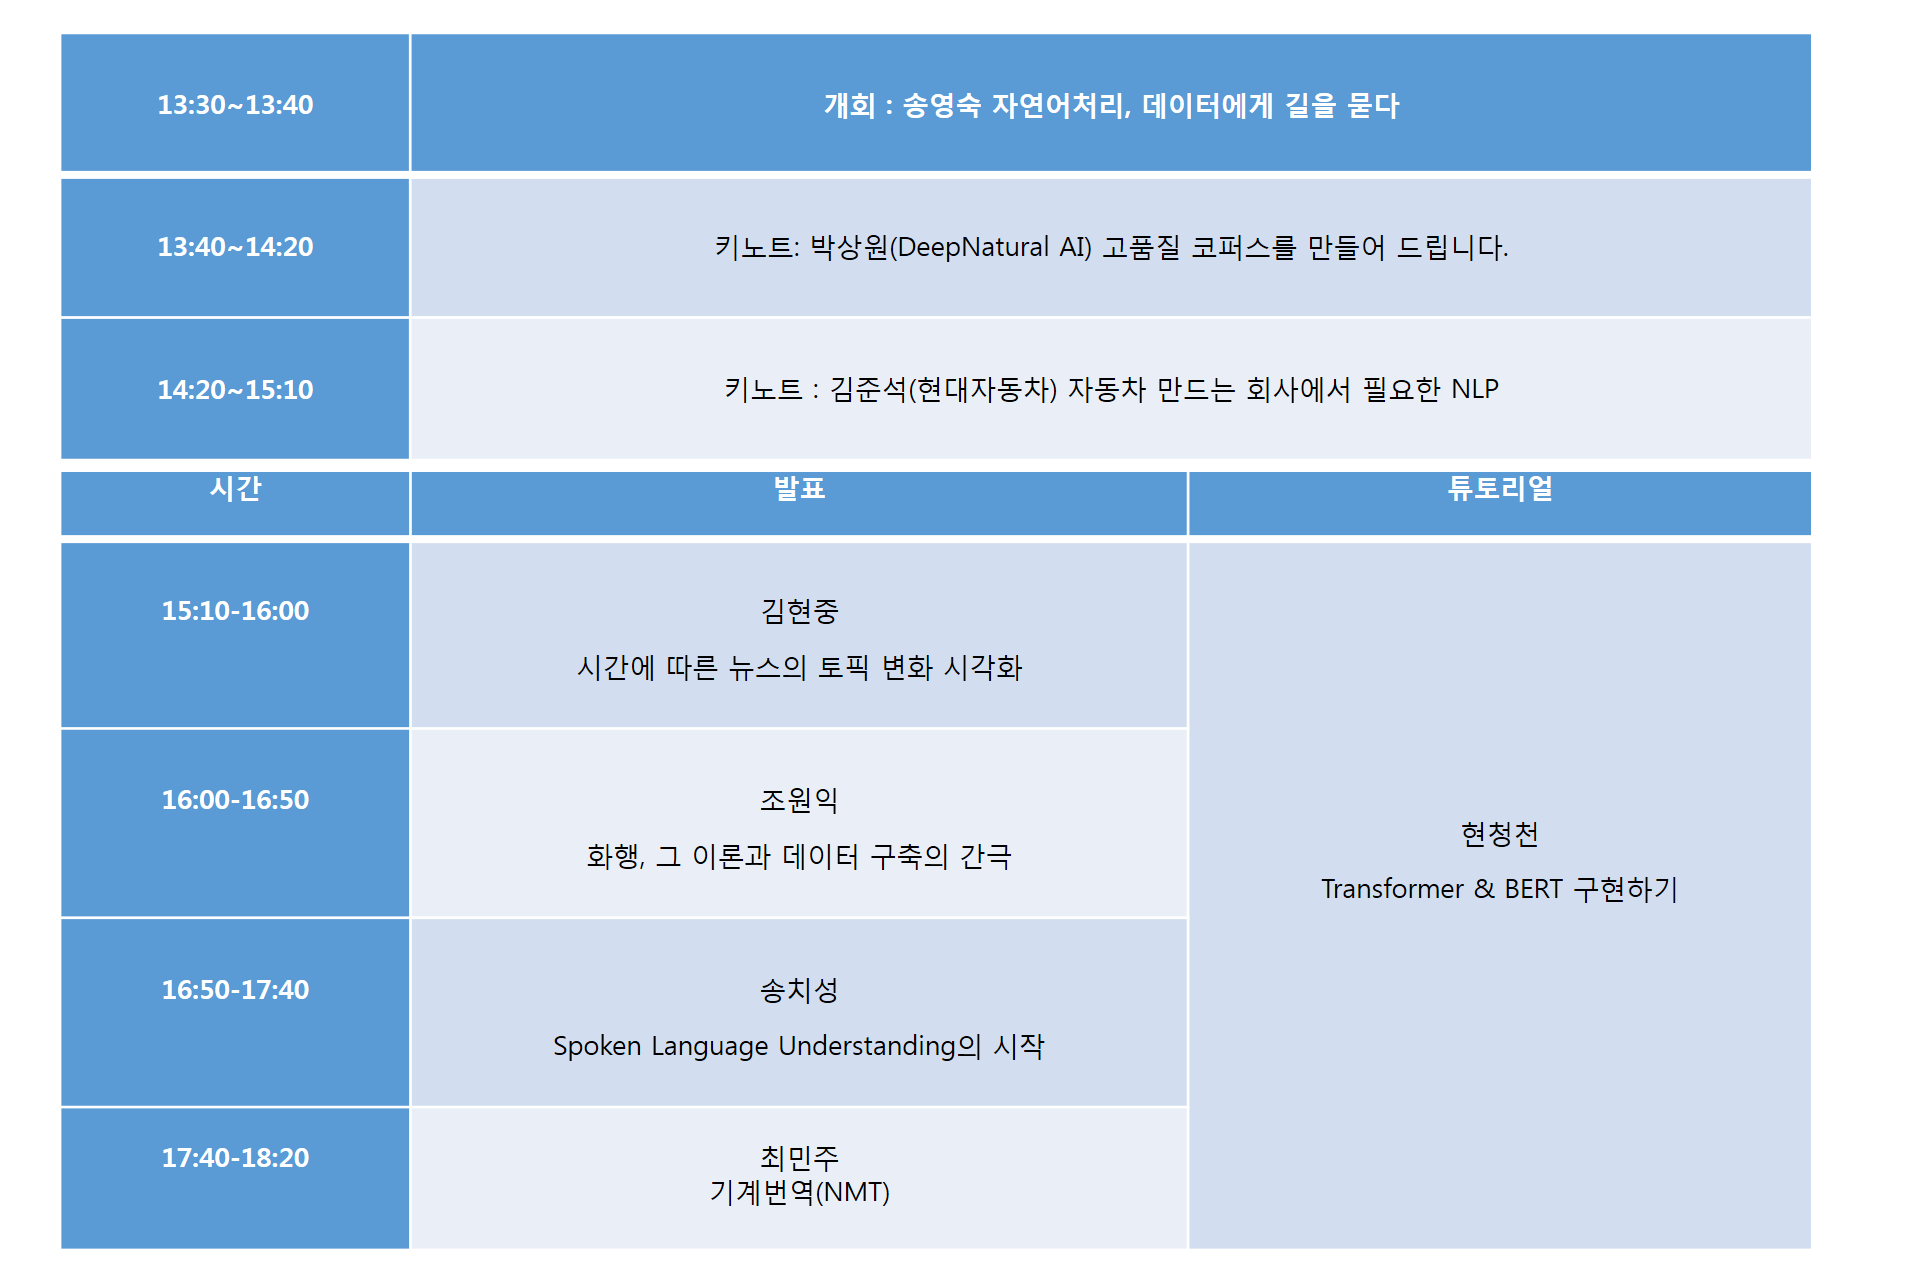 13:30~13:40
개회 : 송영숙 자연어처리, 데이터에게 길을 묻다
13:40~14:20
키노트: 박상원(DeepNatural AI) 고품질 코퍼스를 만들어 드립니다.
14:20~15:10
키노트 : 김준석(현대자동차) 자동차 만드는 회사에서 필요한 NLP
시간
발표
튜토리얼
15:10-16:00
김현중
시간에 따른 뉴스의 토픽 변화 시각화
16:00-16:50
조원익
화행, 그 이론과 데이터 구축의 간극
16:50-17:40
송치성
Spoken Language Understanding의 시작
17:40-18:20
최민주
기계번역(NMT)
현청천
Transformer & BERT 구현하기